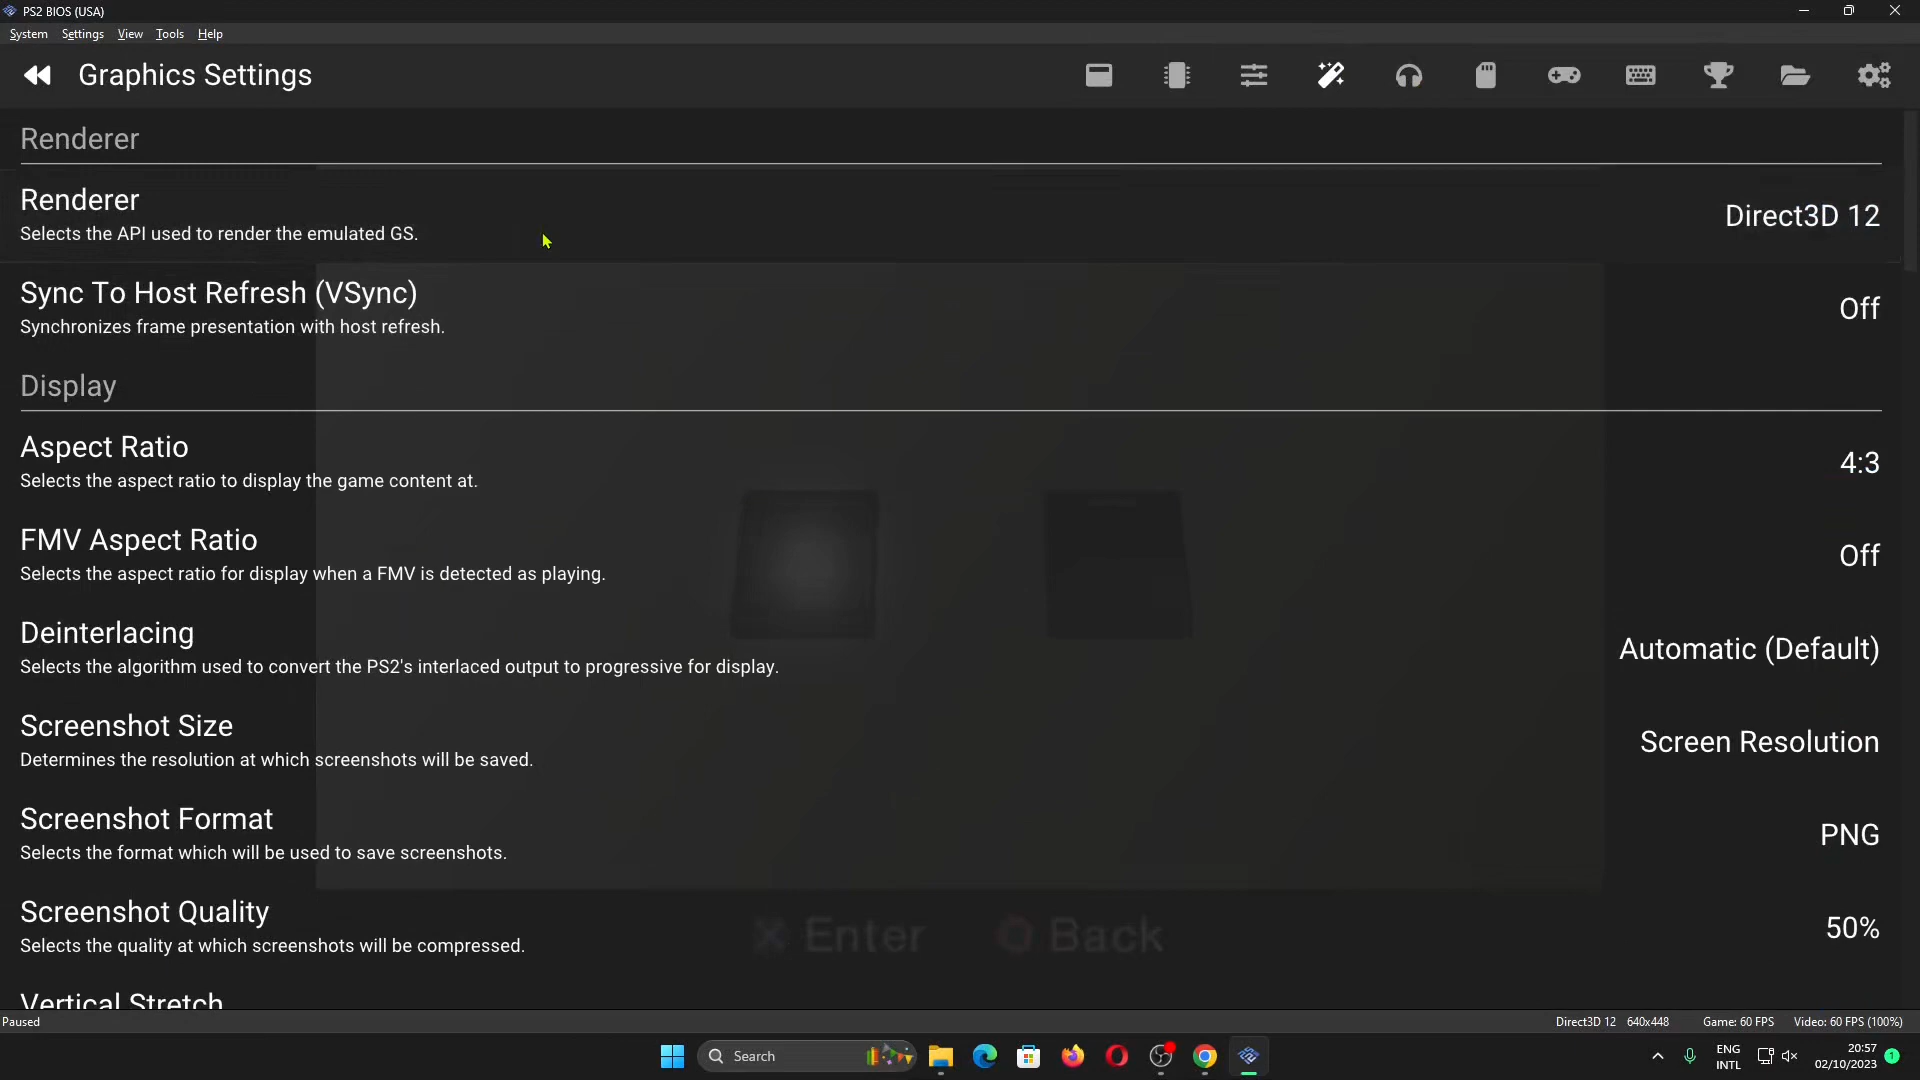 PS2 BIOS (USA)
System Settings View Tools Help
Graphics Settings
Renderer
Renderer
Selects the API used to render the emulated GS.
Direct3D 12
Sync To Host Refresh (VSync)
Synchronizes frame presentation with host refresh.
Off
Display
Aspect Ratio
Selects the aspect ratio to display the game content at.
4:3
FMV Aspect Ratio
Selects the aspect ratio for display when a FMV is detected as playing.
Off
Deinterlacing
Selects the algorithm used to convert the PS2's interlaced output to progressive for display.
Automatic (Default)
Screenshot Size
Determines the resolution at which screenshots will be saved.
Screen Resolution
Screenshot Format
Selects the format which will be used to save screenshots.
PNG
Screenshot Quality
Selects the quality at which screenshots will be compressed.
50%
Enter Back
Vertical Stretch
Paused
Direct3D 12 640x448 Game: 60 FPS Video: 60 FPS (100%)
Search
ENG
INTL
20:57
02/10/2023
1